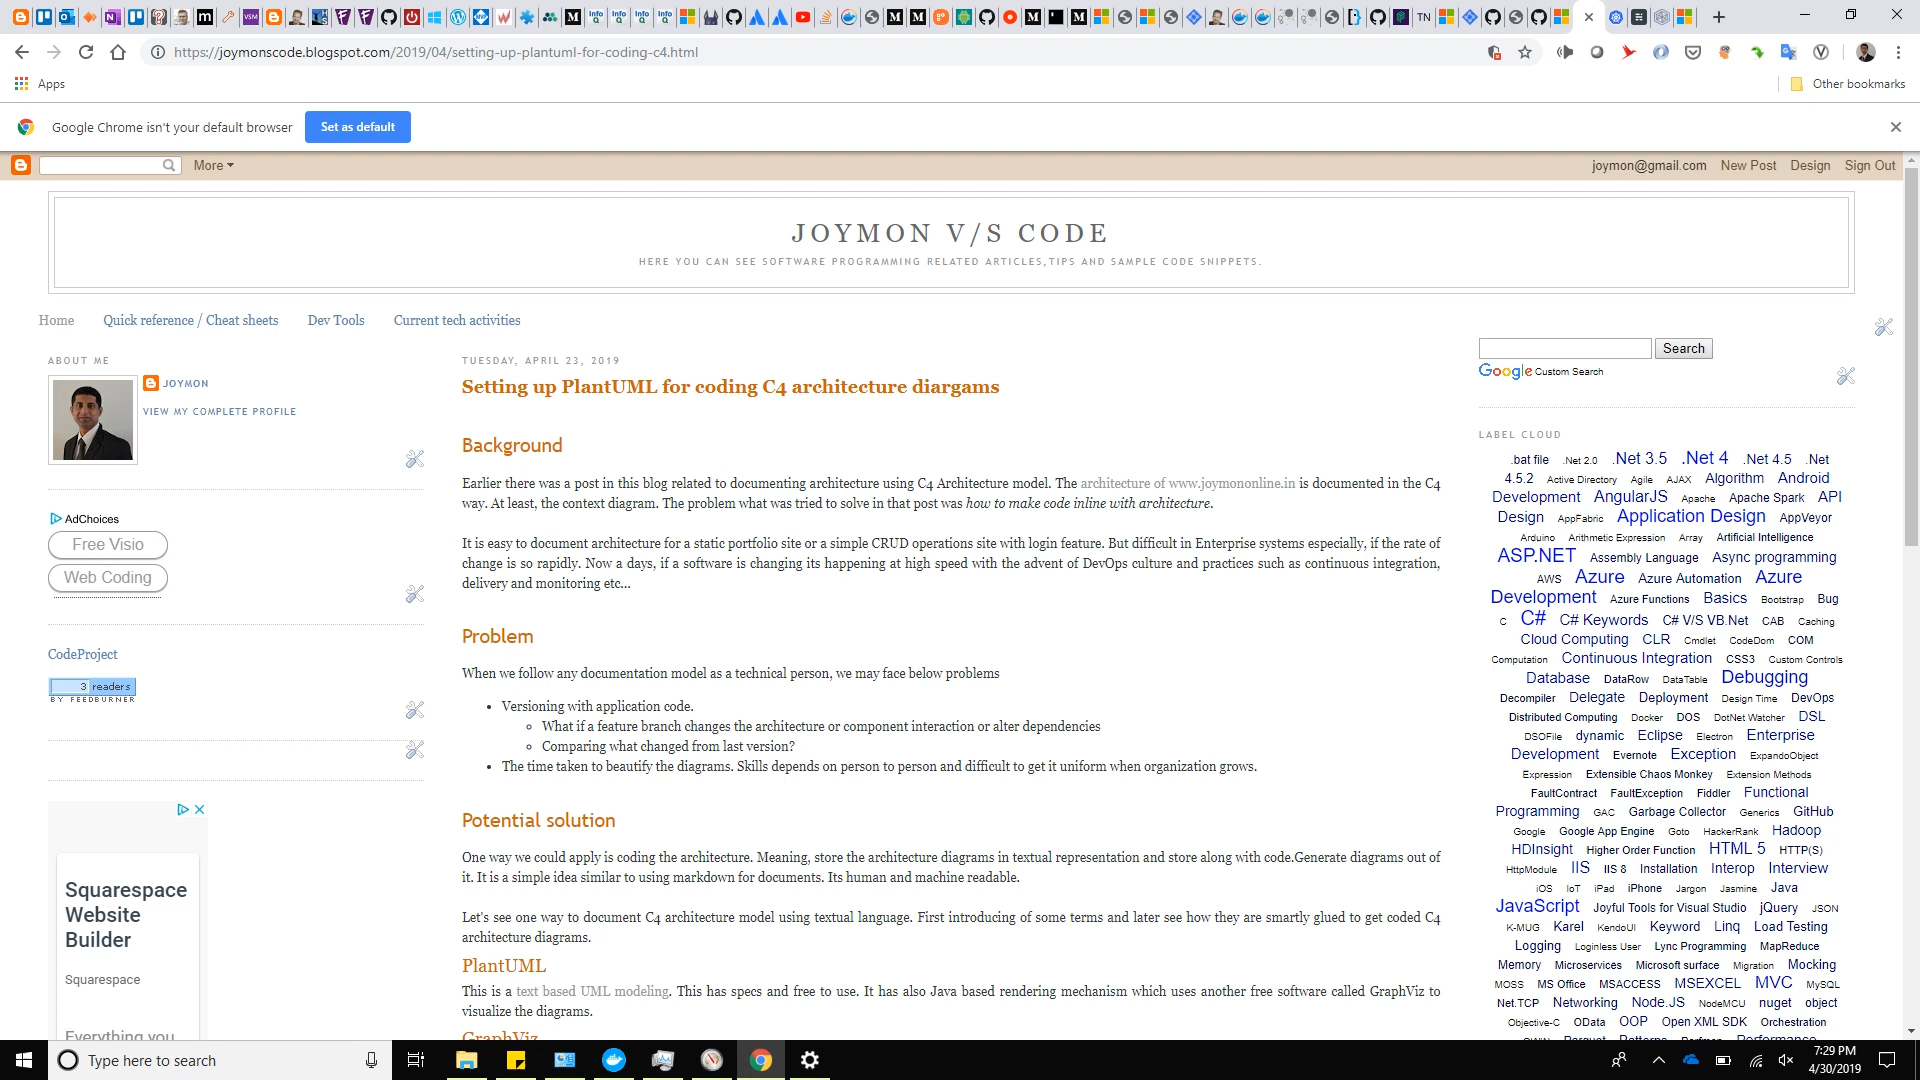 https://joymonscode.blogspot.com/2019/04/setting-up-plantuml-for-coding-c4.html
Apps
Other bookmarks
Google Chrome isn't your default browser
Set as default
More
joymon@gmail.com New Post Design Sign Out
JOYMON V/S CODE
HERE YOU CAN SEE SOFTWARE PROGRAMMING RELATED ARTICLES,TIPS AND SAMPLE CODE SNIPPETS.
Home Quick reference / Cheat sheets Dev Tools Current tech activities
ABOUT ME
JOYMON
VIEW MY COMPLETE PROFILE
AdChoices
Free Visio
Web Coding
CodeProject
3 readers
BY FEEDBURNER
Squarespace
Website
Builder
Squarespace
Everything you
TUESDAY, APRIL 23, 2019
Setting up PlantUML for coding C4 architecture diargams
Background
Earlier there was a post in this blog related to documenting architecture using C4 Architecture model. The architecture of www.joymononline.in is documented in the C4
way. At least, the context diagram. The problem what was tried to solve in that post was how to make code inline with architecture.
It is easy to document architecture for a static portfolio site or a simple CRUD operations site with login feature. But difficult in Enterprise systems especially, if the rate of
change is so rapidly. Now a days, if a software is changing its happening at high speed with the advent of DevOps culture and practices such as continuous integration,
delivery and monitoring etc...
Problem
When we follow any documentation model as a technical person, we may face below problems
Versioning with application code.
What if a feature branch changes the architecture or component interaction or alter dependencies
Comparing what changed from last version?
The time taken to beautify the diagrams. Skills depends on person to person and difficult to get it uniform when organization grows.
Potential solution
One way we could apply is coding the architecture. Meaning, store the architecture diagrams in textual representation and store along with code.Generate diagrams out of
it. It is a simple idea similar to using markdown for documents. Its human and machine readable.
Let's see one way to document C4 architecture model using textual language. First introducing of some terms and later see how they are smartly glued to get coded C4
architecture diagrams.
PlantUML
This is a text based UML modeling. This has specs and free to use. It has also Java based rendering mechanism which uses another free software called GraphViz to
visualize the diagrams.
GraphViz
Search
Google Custom Search
LABEL CLOUD
.bat file .Net 2.0 .Net 3.5 .Net 4 .Net 4.5 .Net
4.5.2 Active Directory Agile AJAX Algorithm Android
Development AngularJS Apache Apache Spark API
Design AppFabric Application Design AppVeyor
Arduino Arithmetic Expression Array Artificial Intelligence
ASP.NET Assembly Language Async programming
AWS Azure Azure Automation Azure
Development Azure Functions Basics Bootstrap Bug
C C# C# Keywords C# V/S VB.Net CAB Caching
Cloud Computing CLR Cmdlet CodeDom COM
Computation Continuous Integration CSS3 Custom Controls
Database DataRow DataTable Debugging
Decompiler Delegate Deployment Design Time DevOps
Distributed Computing Docker DOS DotNet Watcher DSL
DSOFile dynamic Eclipse Electron Enterprise
Development Evernote Exception ExpandoObject
Expression Extensible Chaos Monkey Extension Methods
FaultContract FaultException Fiddler Functional
Programming GAC Garbage Collector Generics GitHub
Google Google App Engine Goto HackerRank Hadoop
HDInsight Higher Order Function HTML 5 HTTP(S)
HttpModule IIS IIS 8 Installation Interop Interview
iOS IoT iPad iPhone Jargon Jasmine Java
JavaScript Joyful Tools for Visual Studio jQuery JSON
K-MUG Karel KendoUI Keyword Linq Load Testing
Logging Loginless User Lync Programming MapReduce
Memory Microservices Microsoft surface Migration Mocking
MOSS MS Office MSACCESS MSEXCEL MVC MySQL
Net.TCP Networking Node.JS NodeMCU nuget object
Objective-C OData OOP Open XML SDK Orchestration
Type here to search
7:29 PM
4/30/2019